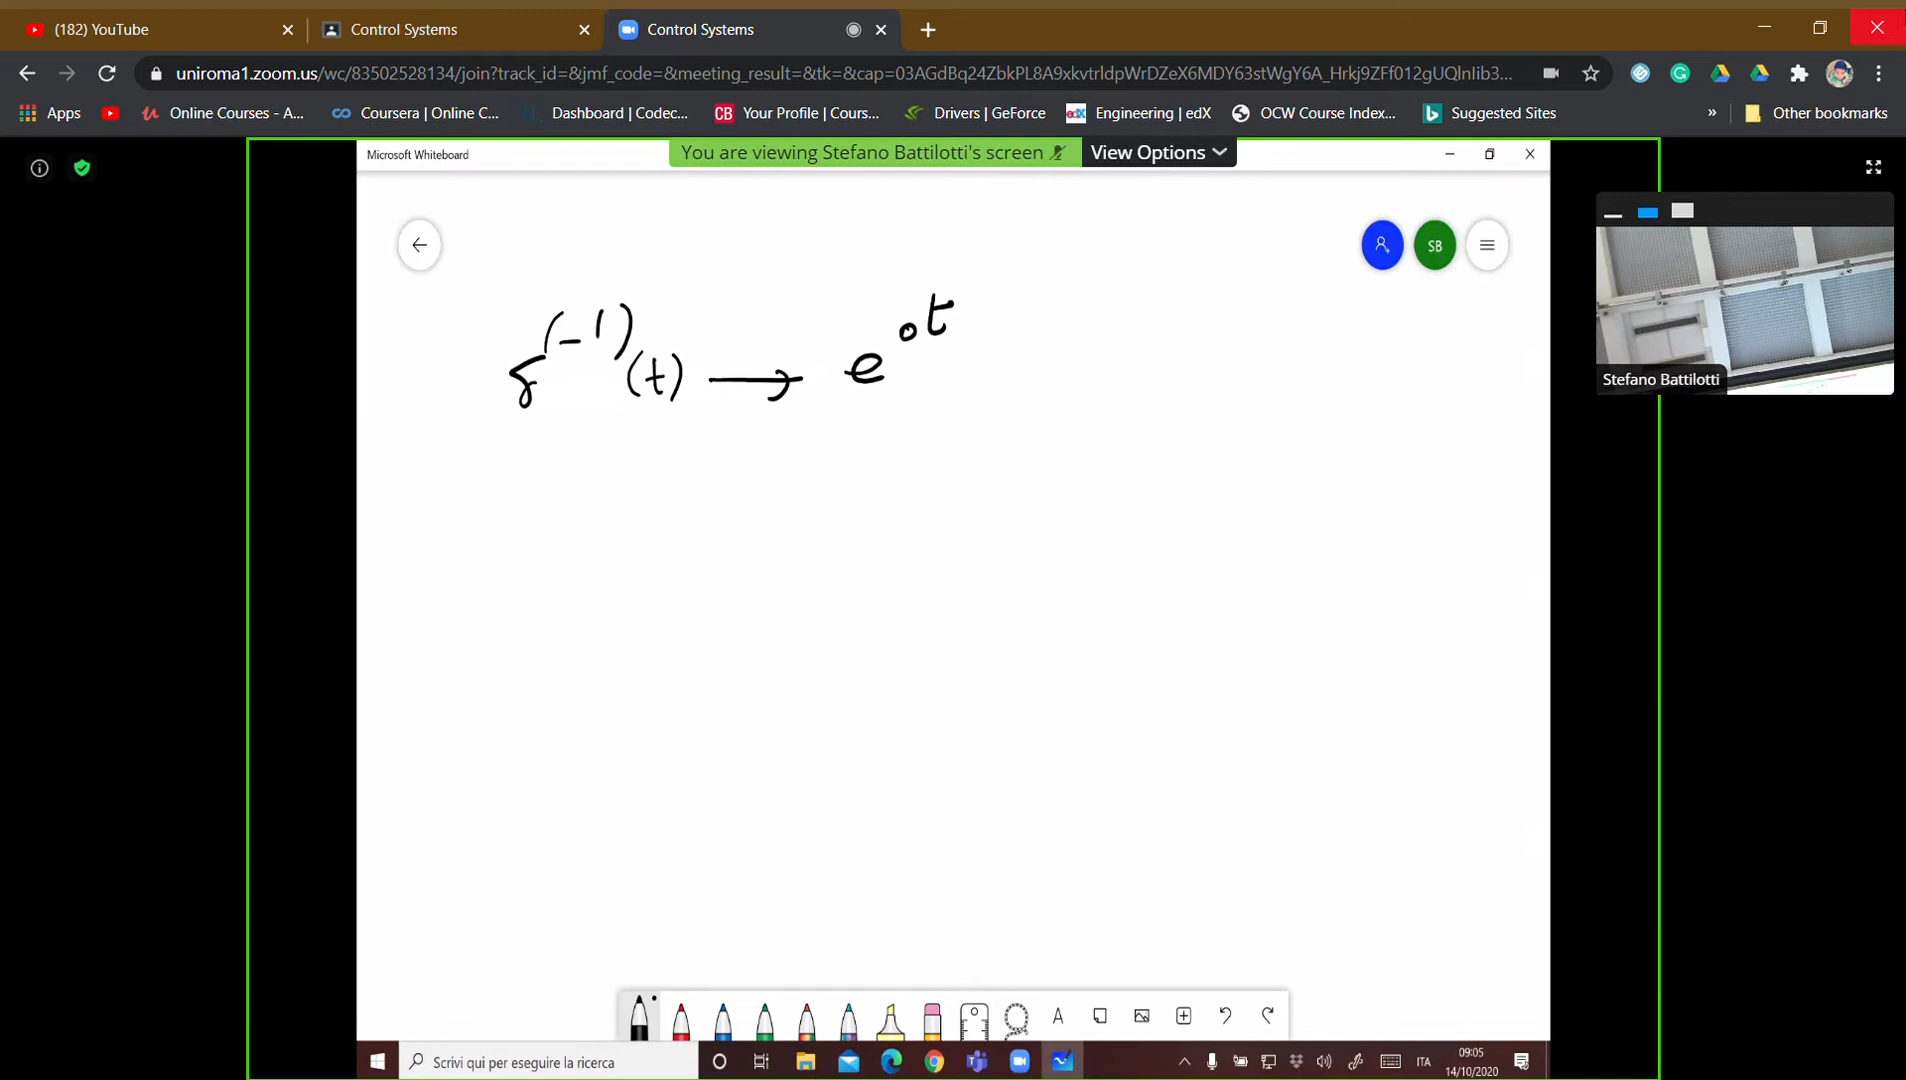 (182) YouTube
Control Systems
Control Systems
uniroma1.zoom.us/wc/83502528134/join?track_id=&jmf_code=&meeting_result=&tk=&cap=03AGdBq24ZbkPL8A9xkvtrldpWrDZeX6MDY63stWgY6A_Hrkj9ZFf012gUQlnIib3...
Apps
Online Courses - A...
Coursera | Online C...
Dashboard | Codec...
CB Your Profile | Cours...
Drivers | GeForce
edX Engineering | edX
OCW Course Index...
Suggested Sites
»
Other bookmarks
Microsoft Whiteboard
You are viewing Stefano Battilotti's screen
View Options
SB
δ^(-1)(t) → e^0t
Stefano Battilotti
A
Scrivi qui per eseguire la ricerca
ITA
09:05
14/10/2020